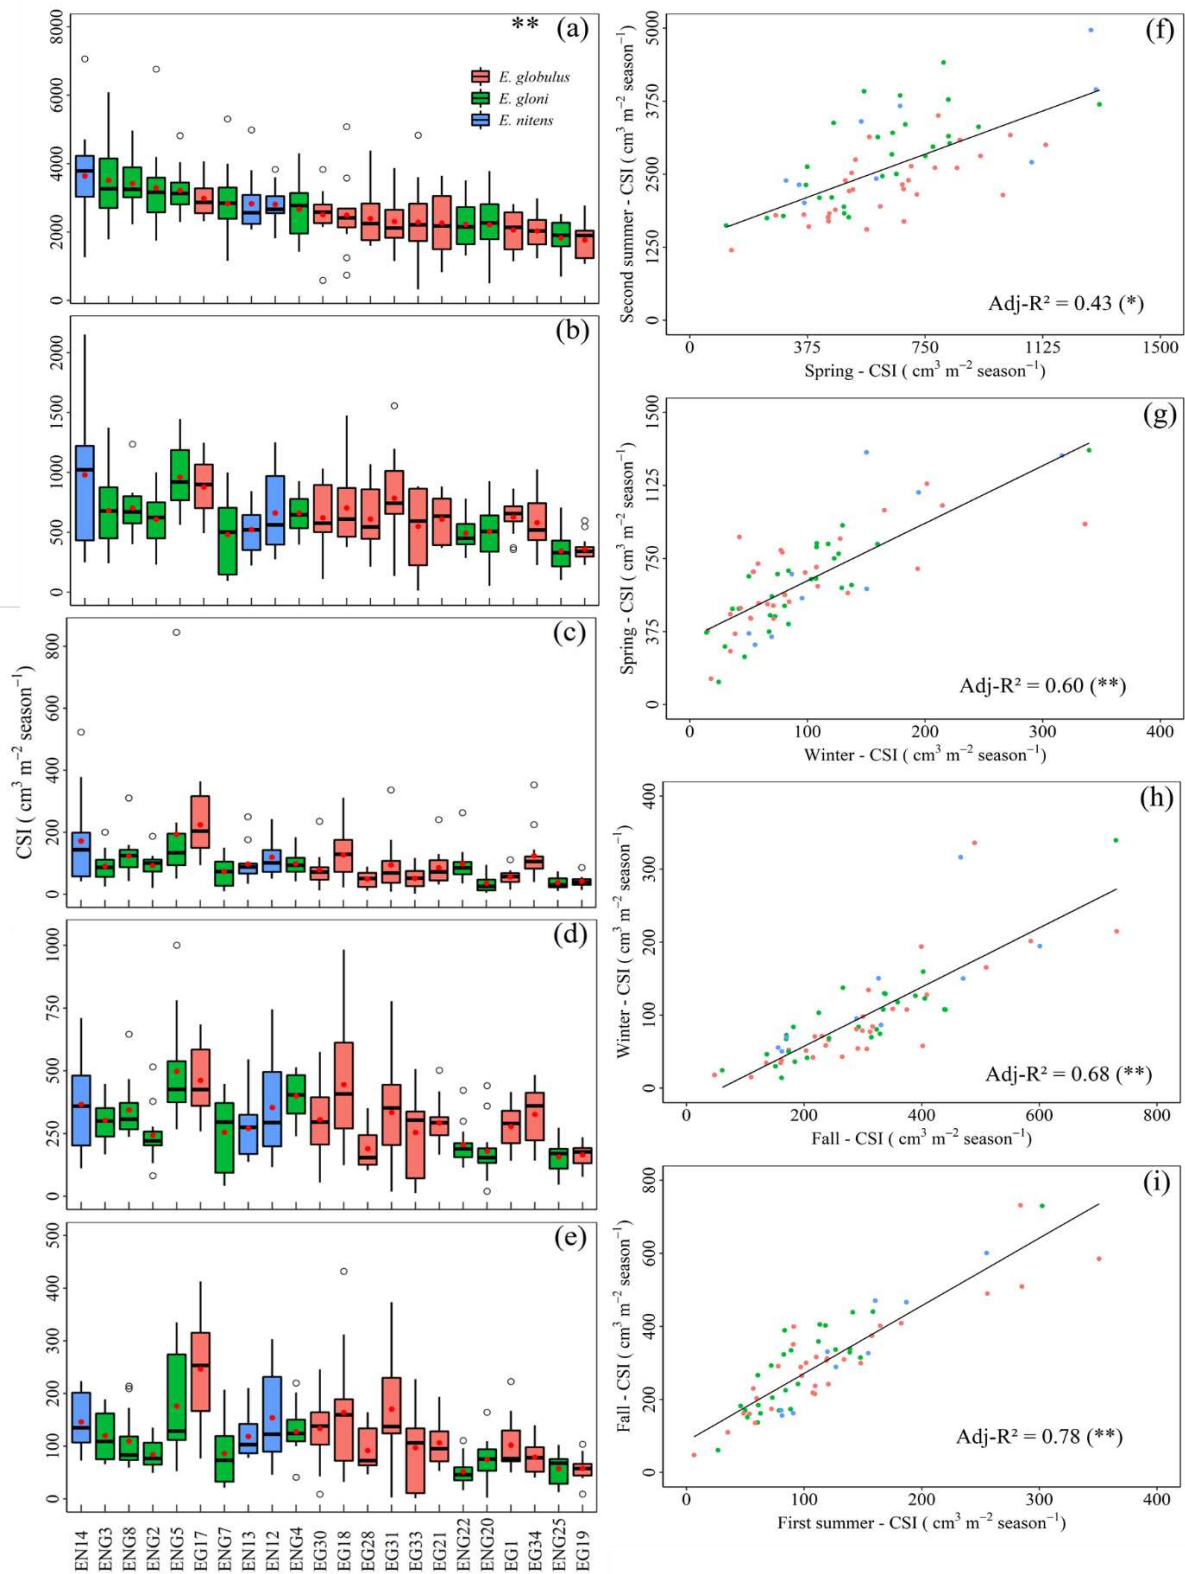 ** (a)
8000
6000
4000
2000
0
E. globulus
E. gloni
E. nitens
(b)
2000
1500
1000
500
0
CSI ( cm³ m⁻² season⁻¹)
(c)
800
600
400
200
0
(d)
1000
750
500
250
0
(e)
500
400
300
200
100
0
EN14 ENG3 ENG8 ENG2 ENG5 EG17 ENG7 EN13 EN12 ENG4 EG30 EG18 EG28 EG31 EG33 EG21 ENG22 ENG20 EG1 EG34 ENG25 EG19
(f)
Second summer - CSI ( cm³ m⁻² season⁻¹)
5000
3750
2500
1250
0
Adj-R² = 0.43 (*)
0 375 750 1125 1500
Spring - CSI ( cm³ m⁻² season⁻¹)
(g)
Spring - CSI ( cm³ m⁻² season⁻¹)
1500
1125
750
375
0
Adj-R² = 0.60 (**)
0 100 200 300 400
Winter - CSI ( cm³ m⁻² season⁻¹)
(h)
Winter - CSI ( cm³ m⁻² season⁻¹)
400
300
200
100
0
Adj-R² = 0.68 (**)
0 200 400 600 800
Fall - CSI ( cm³ m⁻² season⁻¹)
(i)
Fall - CSI ( cm³ m⁻² season⁻¹)
800
600
400
200
0
Adj-R² = 0.78 (**)
0 100 200 300 400
First summer - CSI ( cm³ m⁻² season⁻¹)